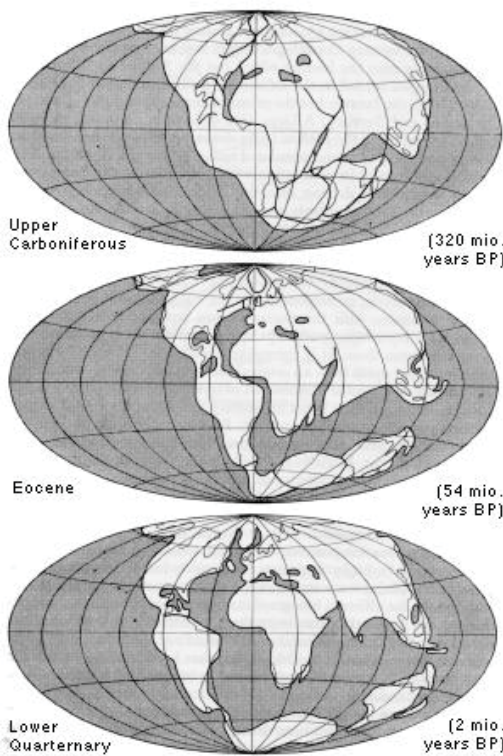 Upper
Carboniferous
(320 mio.
years BP)
Eocene
(54 mio.
years BP)
Lower
Quarternary
(2 mio.
years BP)